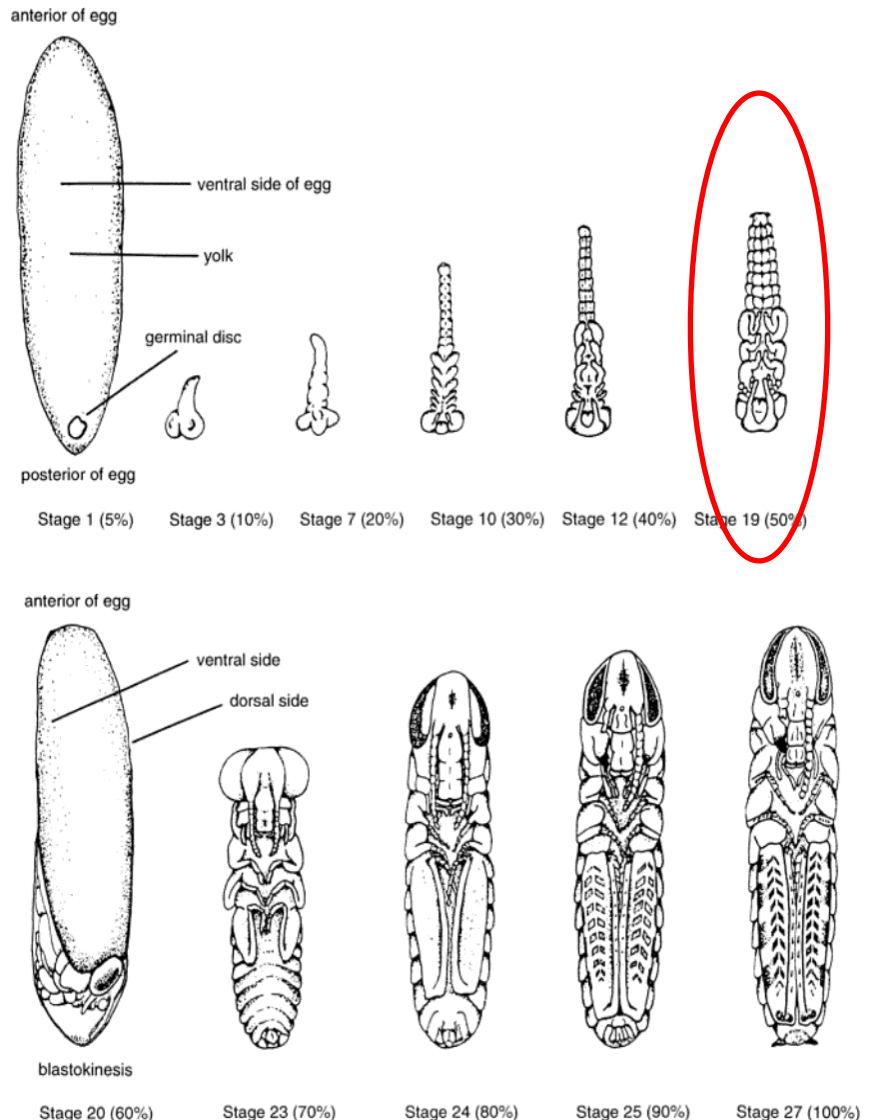 anterior of egg
ventral side of egg
yolk
germinal disc
posterior of egg
Stage 1 (5%) Stage 3 (10%) Stage 7 (20%) Stage 10 (30%) Stage 12 (40%) Stage 19 (50%)
anterior of egg
ventral side
dorsal side
blastokinesis
Stage 20 (60%) Stage 23 (70%) Stage 24 (80%) Stage 25 (90%) Stage 27 (100%)